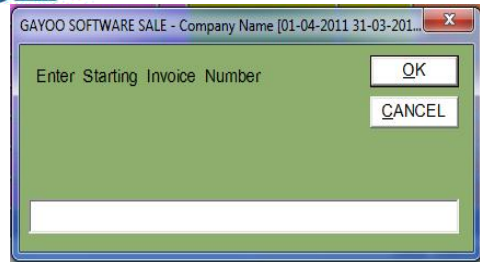 GAYOO SOFTWARE SALE - Company Name [01-04-2011 31-03-201...
Enter Starting Invoice Number
OK
CANCEL